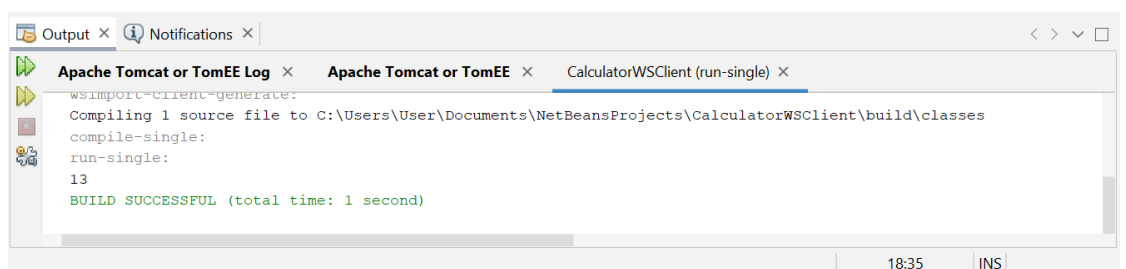 Output × Notifications ×
Apache Tomcat or TomEE Log × Apache Tomcat or TomEE × CalculatorWSClient (run-single) ×
wsimport-client-generate:
Compiling 1 source file to C:\Users\User\Documents\NetBeansProjects\CalculatorWSClient\build\classes
compile-single:
run-single:
13
BUILD SUCCESSFUL (total time: 1 second)
18:35 INS